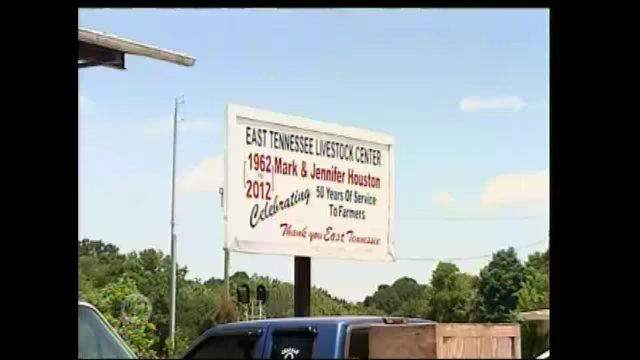 EAST TENNESSEE LIVESTOCK CENTER
1962 Mark & Jennifer Houston
to
2012 50 Years Of Service
Celebrating To Farmers
Thank you East Tennessee